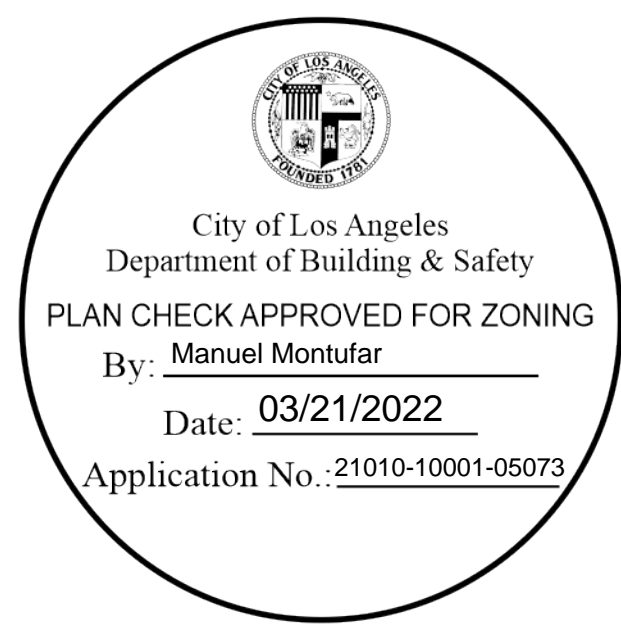 CITY OF LOS ANGELES
FOUNDED 1781
City of Los Angeles
Department of Building & Safety
PLAN CHECK APPROVED FOR ZONING
By: Manuel Montufar
Date: 03/21/2022
Application No.: 21010-10001-05073